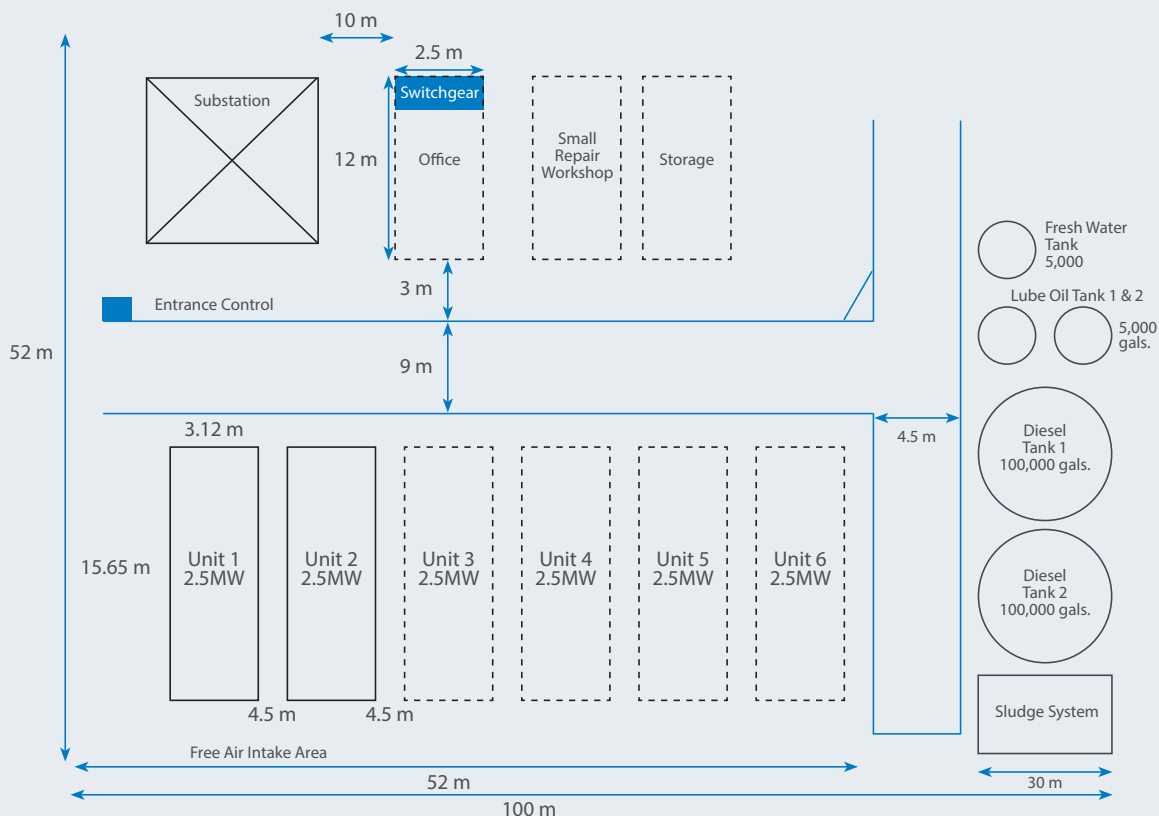 10 m
2.5 m
Substation
Switchgear
12 m
Office
Small
Repair
Workshop
Storage
Fresh Water
Tank
5,000
3 m
Lube Oil Tank 1 & 2
Entrance Control
5,000
gals.
52 m
9 m
3.12 m
4.5 m
Diesel
Tank 1
100,000 gals.
15.65 m
Unit 1
2.5MW
Unit 2
2.5MW
Unit 3
2.5MW
Unit 4
2.5MW
Unit 5
2.5MW
Unit 6
2.5MW
Diesel
Tank 2
100,000 gals.
4.5 m
4.5 m
Sludge System
Free Air Intake Area
52 m
30 m
100 m